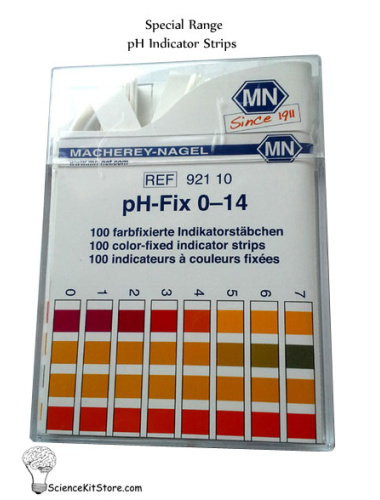 Special Range
pH Indicator Strips
MN
Since 1911
MACHEREY-NAGEL
MN
REF 921 10
pH-Fix 0–14
100 farbfixierte Indikatorstäbchen
100 color-fixed indicator strips
100 indicateurs à couleurs fixées
0 1 2 3 4 5 6 7
ScienceKitStore.com